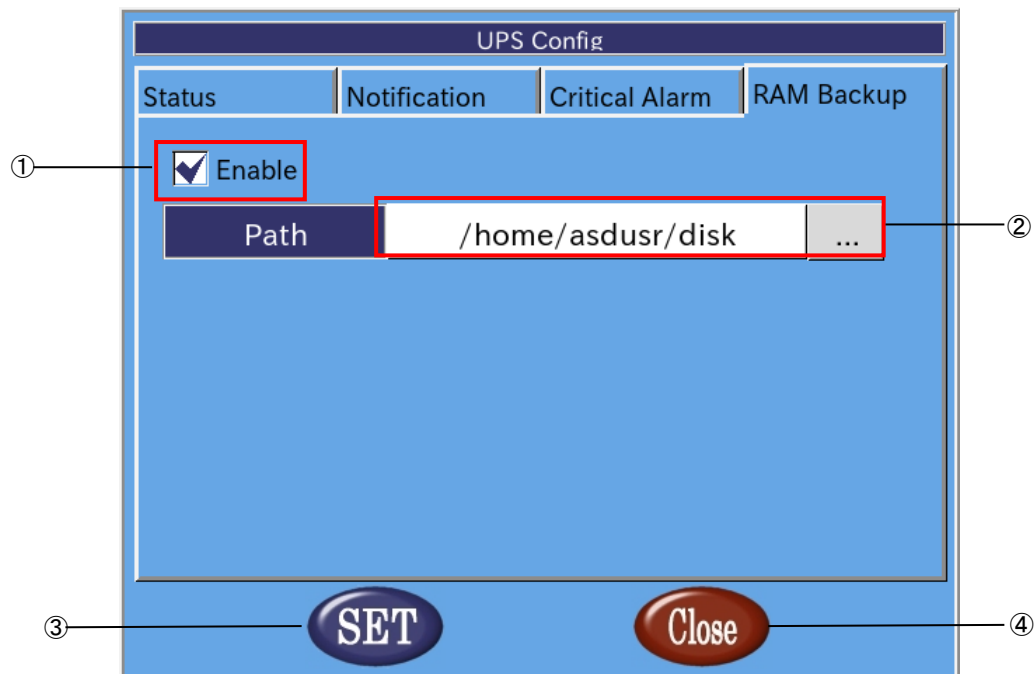 UPS Config
Status Notification Critical Alarm RAM Backup
① Enable
Path /home/asdusr/disk ... ②
③ SET Close ④